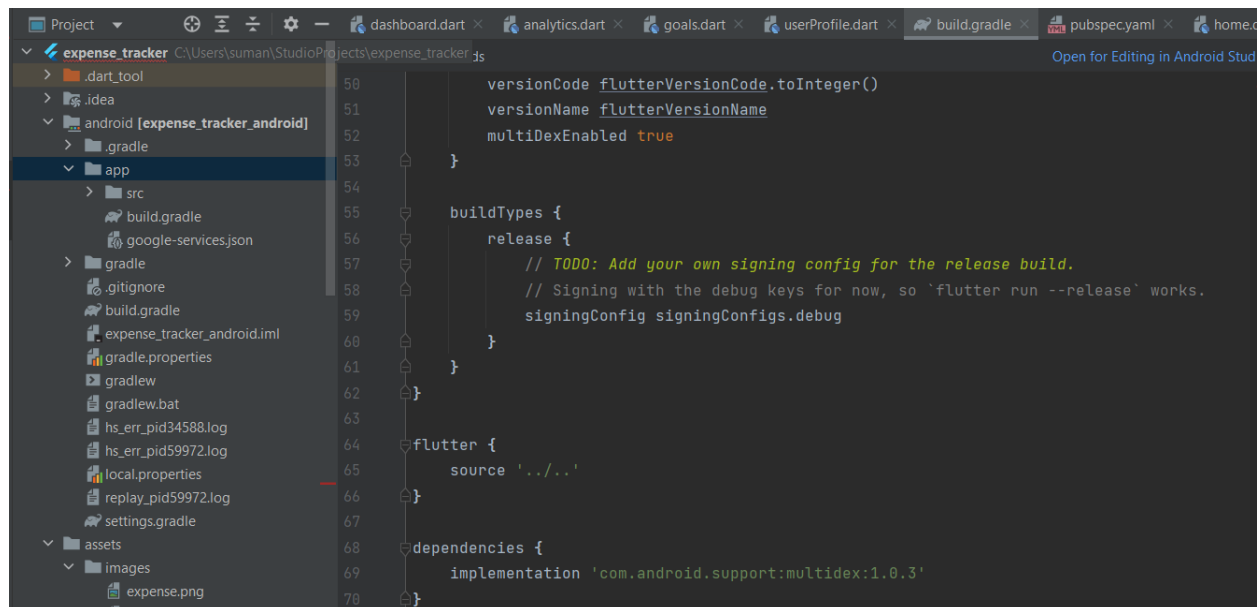 Project
dashboard.dart
analytics.dart
goals.dart
userProfile.dart
build.gradle
pubspec.yaml
home.d
expense_tracker C:\Users\suman\StudioProjects\expense_tracker
ds
Open for Editing in Android Stud
.dart_tool
.idea
android [expense_tracker_android]
.gradle
app
src
build.gradle
google-services.json
gradle
.gitignore
build.gradle
expense_tracker_android.iml
gradle.properties
gradlew
gradlew.bat
hs_err_pid34588.log
hs_err_pid59972.log
local.properties
replay_pid59972.log
settings.gradle
assets
images
expense.png
50 versionCode flutterVersionCode.toInteger()
51 versionName flutterVersionName
52 multiDexEnabled true
53 }
54
55 buildTypes {
56 release {
57 // TODO: Add your own signing config for the release build.
58 // Signing with the debug keys for now, so `flutter run --release` works.
59 signingConfig signingConfigs.debug
60 }
61 }
62 }
63
64 flutter {
65 source '../..'
66 }
67
68 dependencies {
69 implementation 'com.android.support:multidex:1.0.3'
70 }